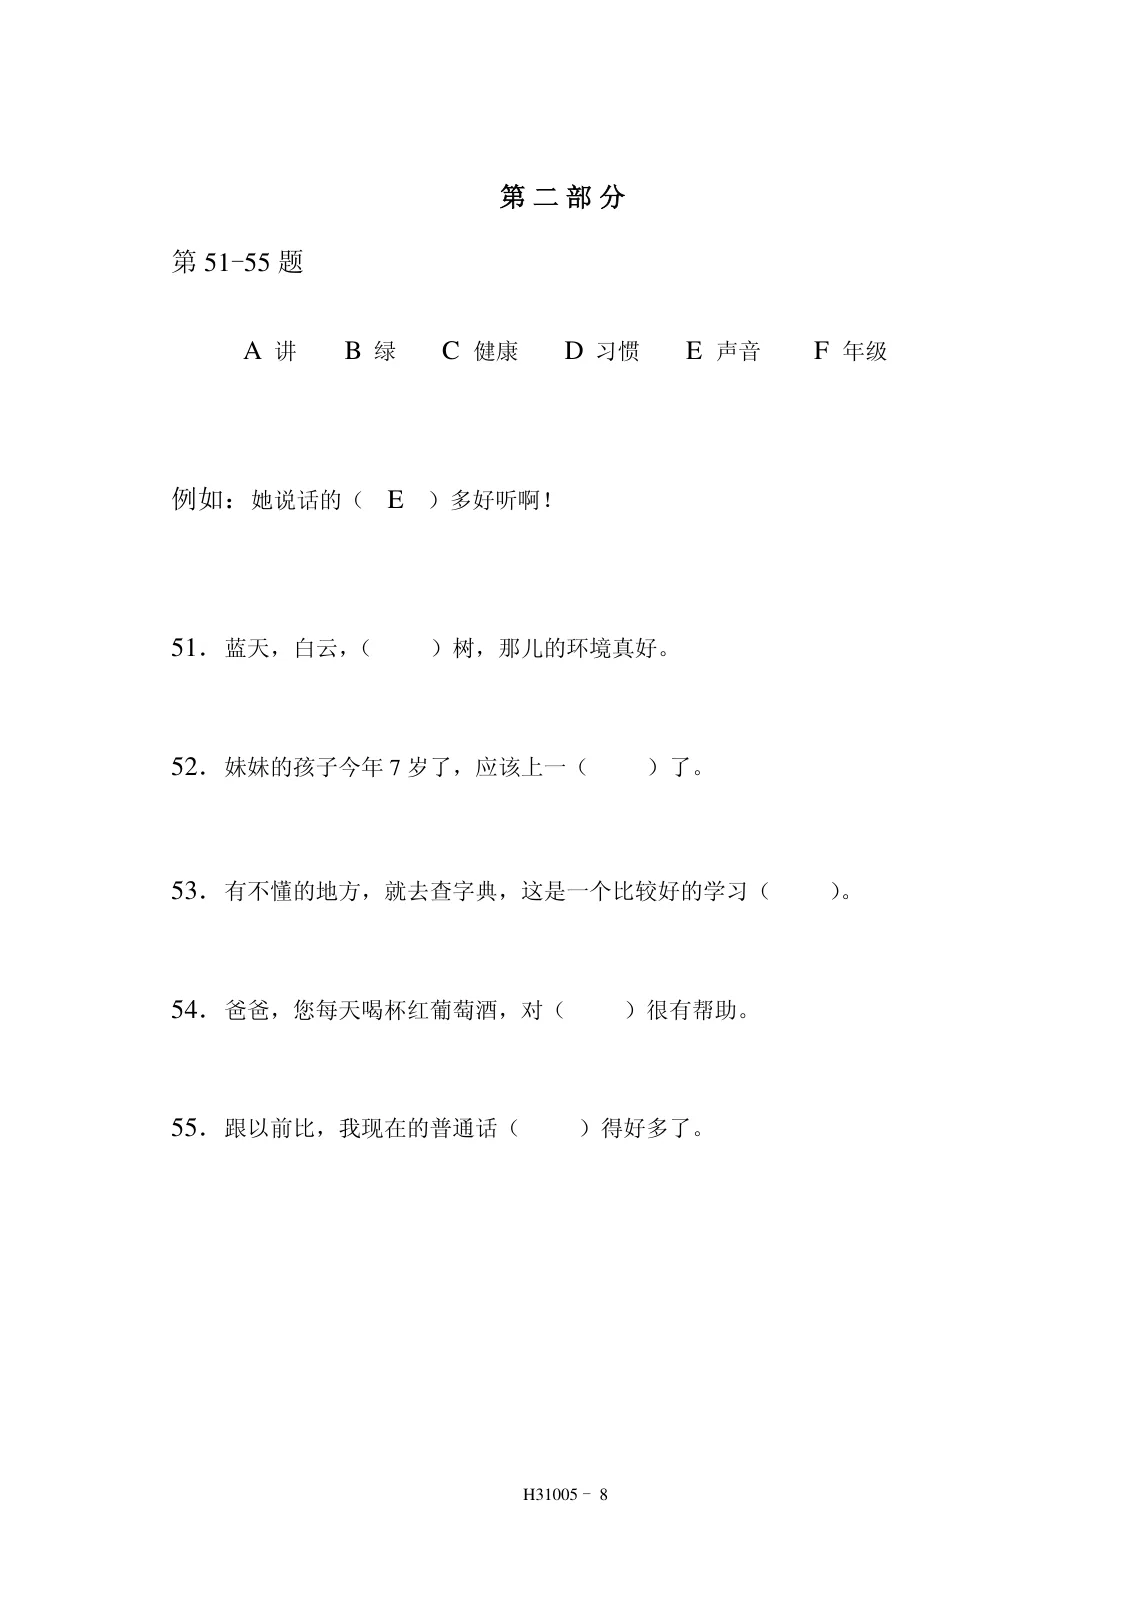 第二部分
第 51-55 题
A 讲 B 绿 C 健康 D 习惯 E 声音 F 年级
例如：她说话的（ E ）多好听啊！
51．蓝天，白云，（ ）树，那儿的环境真好。
52．妹妹的孩子今年 7 岁了，应该上一（ ）了。
53．有不懂的地方，就去查字典，这是一个比较好的学习（ ）。
54．爸爸，您每天喝杯红葡萄酒，对（ ）很有帮助。
55．跟以前比，我现在的普通话（ ）得好多了。
H31005－ 8